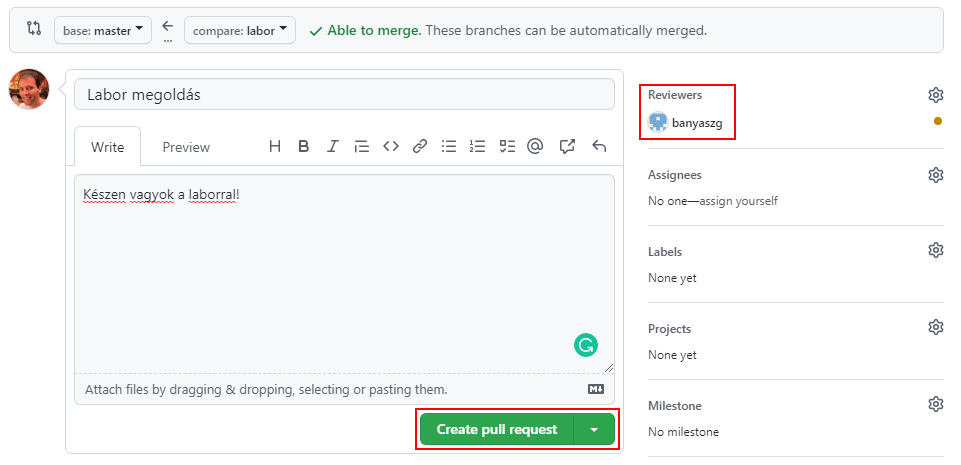 base: master
compare: labor
Able to merge. These branches can be automatically merged.
Labor megoldás
Reviewers
banyaszg
Write
Preview
Készen vagyok a laborral!
Assignees
No one—assign yourself
Labels
None yet
Projects
None yet
Attach files by dragging & dropping, selecting or pasting them.
Milestone
Create pull request
No milestone